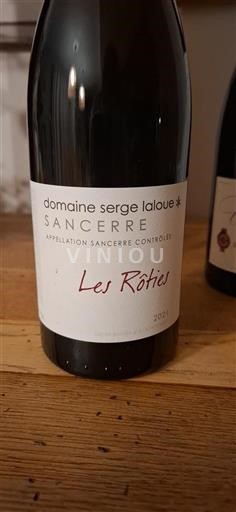 domaine serge laloue
SANCERRE
APPELLATION SANCERRE CONTRÔLÉE
VINIOU
Les Rôties
2021